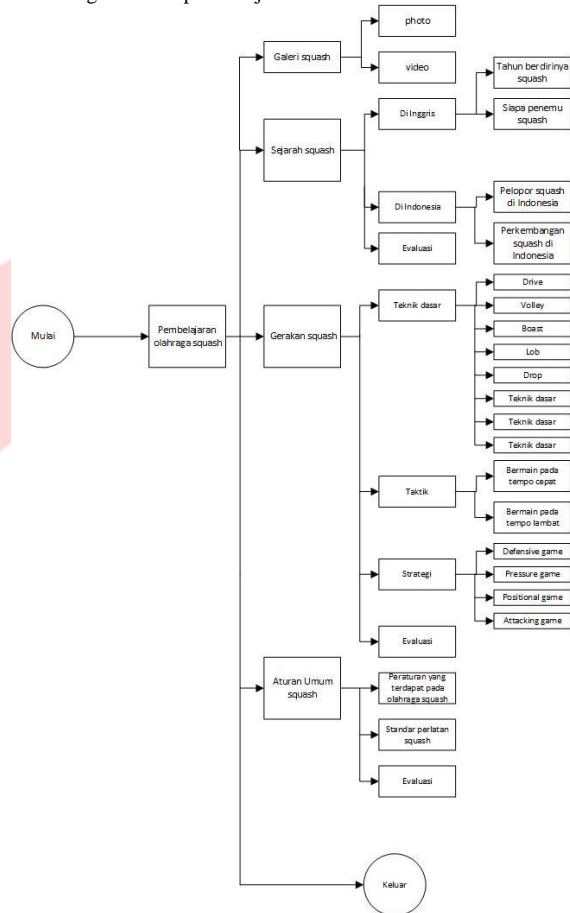 photo
Galeri squash
video
Tahun berdirinya
squash
Di Inggris
Siapa penemu
squash
Sejarah squash
Pelopor squash
di Indonesia
Di Indonesia
Perkembangan
squash di
Indonesia
Evaluasi
Mulai
Pembelajaran
olahraga squash
Gerakan squash
Teknik dasar
Drive
Volley
Boast
Lob
Drop
Teknik dasar
Teknik dasar
Teknik dasar
Taktik
Bermain pada
tempo cepat
Bermain pada
tempo lambat
Strategi
Defensive game
Pressure game
Positional game
Attacking game
Evaluasi
Aturan Umum
squash
Peraturan yang
terdapat pada
olahraga squash
Standar perlatan
squash
Evaluasi
Keluar